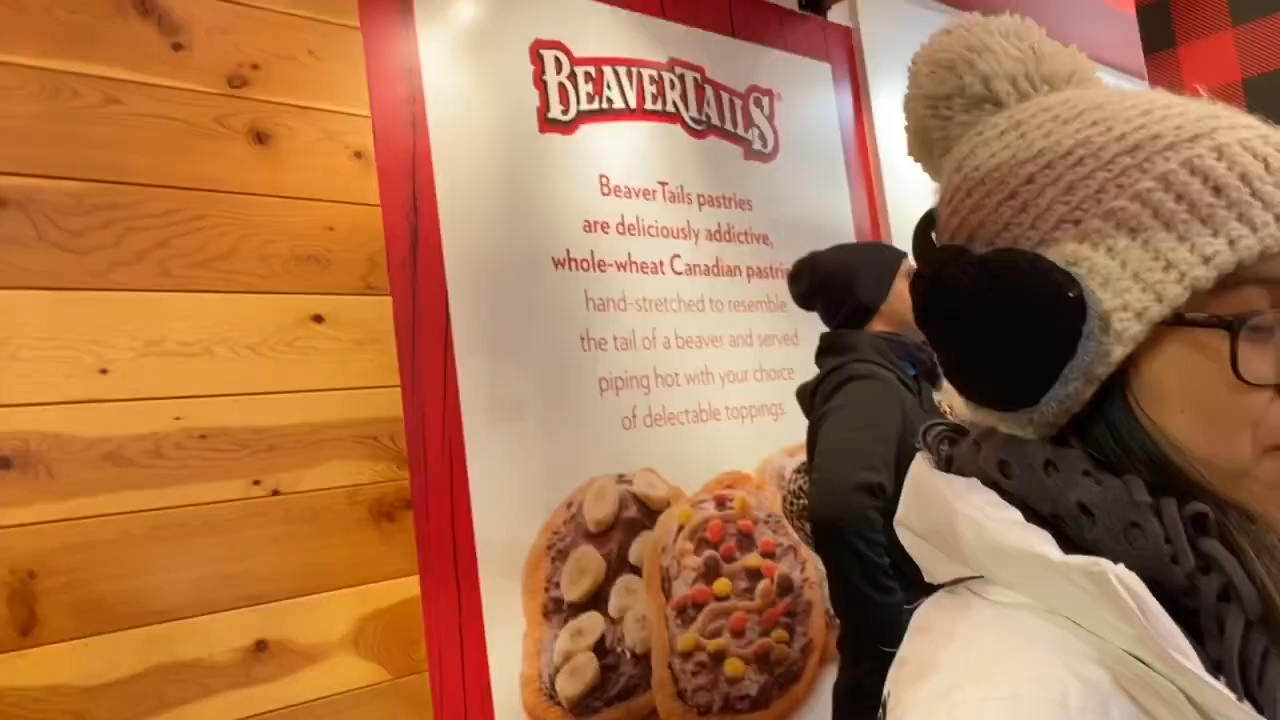 BEAVERTAILS®
BeaverTails pastries
are deliciously addictive,
whole-wheat Canadian pastri
hand-stretched to resemble
the tail of a beaver and served
piping hot with your choice
of delectable toppings.